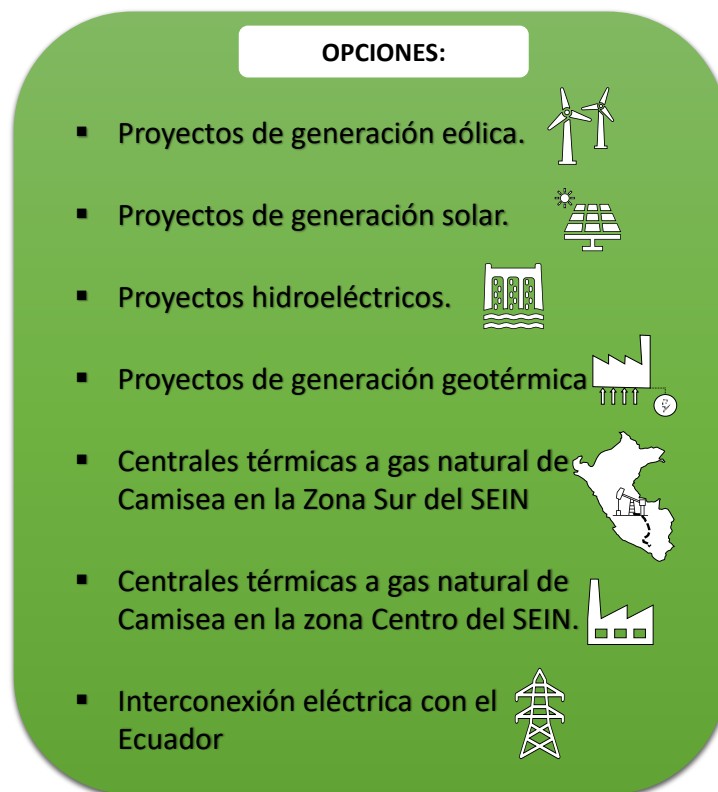 OPCIONES:
▪ Proyectos de generación eólica.
▪ Proyectos de generación solar.
▪ Proyectos hidroeléctricos.
▪ Proyectos de generación geotérmica
▪ Centrales térmicas a gas natural de
Camisea en la Zona Sur del SEIN
▪ Centrales térmicas a gas natural de
Camisea en la zona Centro del SEIN.
▪ Interconexión eléctrica con el
Ecuador